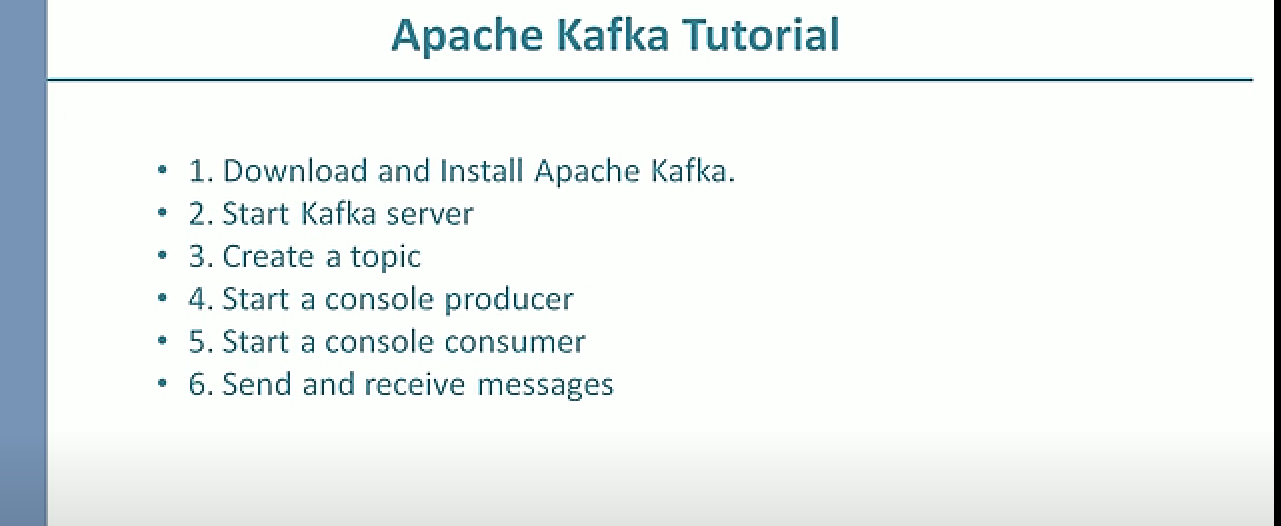 Apache Kafka Tutorial
• 1. Download and Install Apache Kafka.
• 2. Start Kafka server
• 3. Create a topic
• 4. Start a console producer
• 5. Start a console consumer
• 6. Send and receive messages